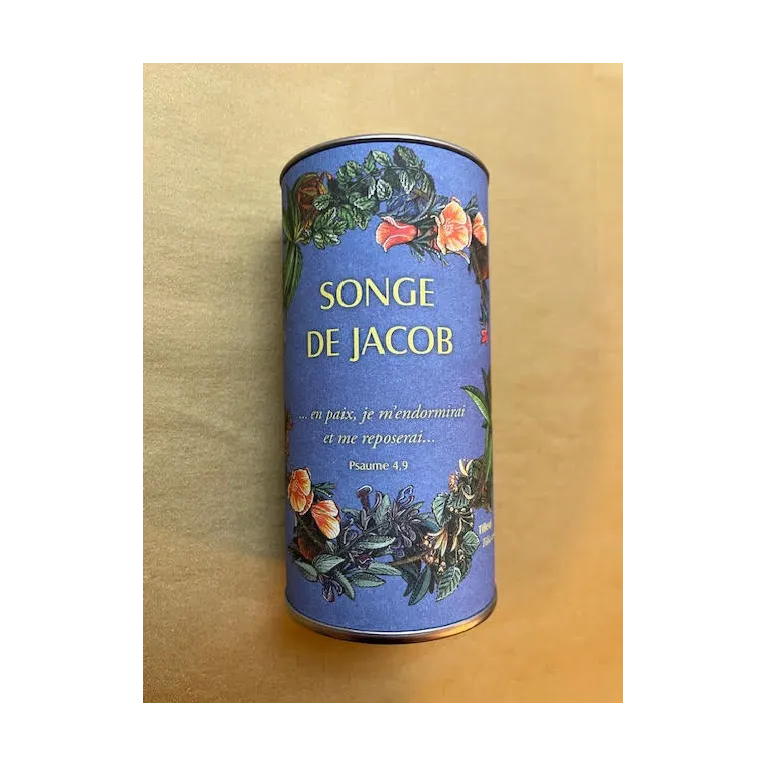 SONGE
DE JACOB
... en paix, je m'endormirai
et me reposerai...
Psaume 4,9